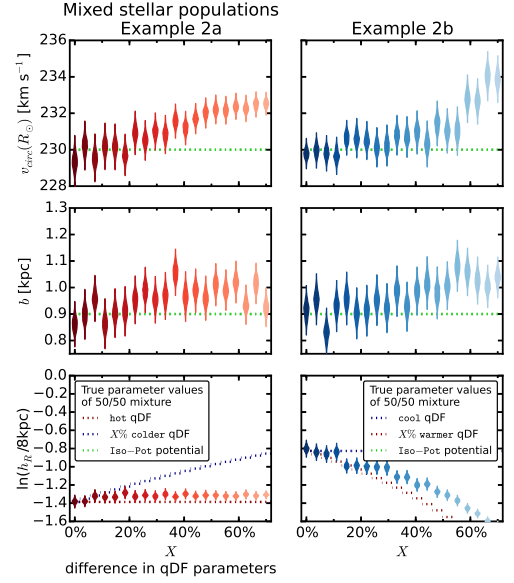 Mixed stellar populations
Example 2a
Example 2b
236
234
232
230
228
v_circ(R_⊙) [km s⁻¹]
1.3
1.2
1.1
1.0
0.9
0.8
b [kpc]
0.0
−0.2
−0.4
−0.6
−0.8
−1.0
−1.2
−1.4
−1.6
ln(h_R/8kpc)
True parameter values
of 50/50 mixture
hot qDF
X% colder qDF
Iso-Pot potential
True parameter values
of 50/50 mixture
cool qDF
X% warmer qDF
Iso-Pot potential
0% 20% 40% 60%
0% 20% 40% 60%
X
X
difference in qDF parameters